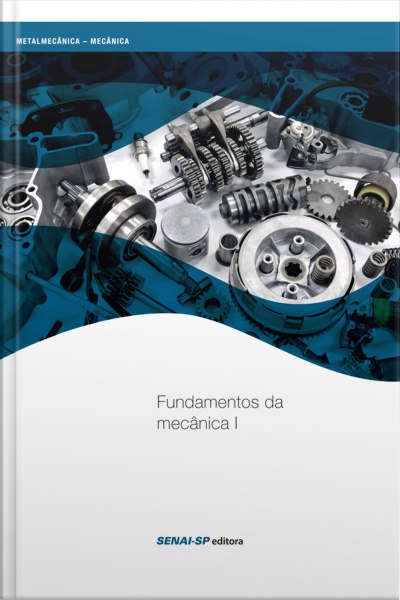 METALMECÂNICA – MECÂNICA
Fundamentos da
mecânica I
SENAI-SP editora